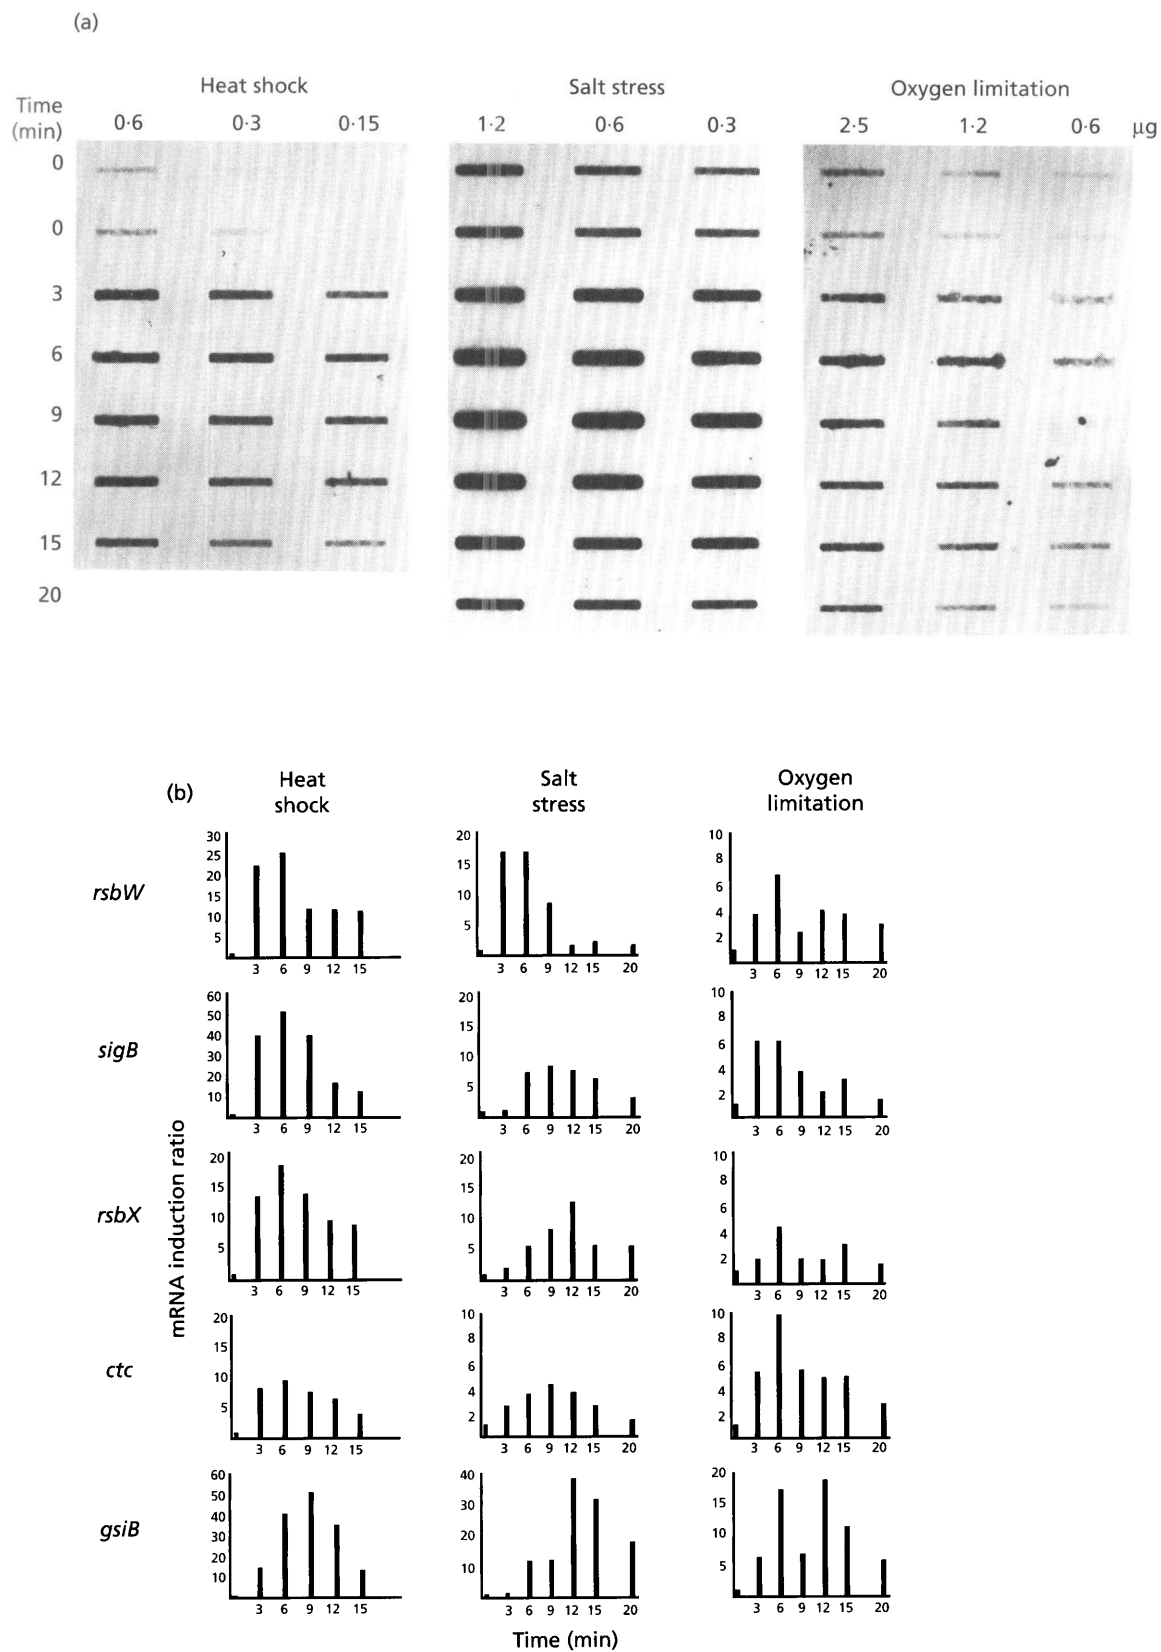 (a)
Heat shock Salt stress Oxygen limitation
Time
(min) 0·6 0·3 0·15 1·2 0·6 0·3 2·5 1·2 0·6 μg
0
0
3
6
9
12
15
20
(b) Heat
shock
Salt
stress
Oxygen
limitation
mRNA induction ratio
rsbW
30
25
15
10
5
3 6 9 12 15
20
15
10
5
3 6 9 12 15 20
10
8
6
4
2
3 6 9 12 15 20
sigB
60
50
40
30
20
10
3 6 9 12 15
20
15
10
5
3 6 9 12 15 20
10
8
6
4
2
3 6 9 12 15 20
rsbX
20
15
10
5
3 6 9 12 15
20
15
10
5
3 6 9 12 15 20
10
8
6
4
2
3 6 9 12 15 20
ctc
20
15
10
5
3 6 9 12 15
10
8
6
4
2
3 6 9 12 15 20
10
8
6
4
2
3 6 9 12 15 20
gsiB
60
50
40
30
20
10
3 6 9 12 15
40
30
20
10
3 6 9 12 15 20
20
15
10
5
3 6 9 12 15 20
Time (min)